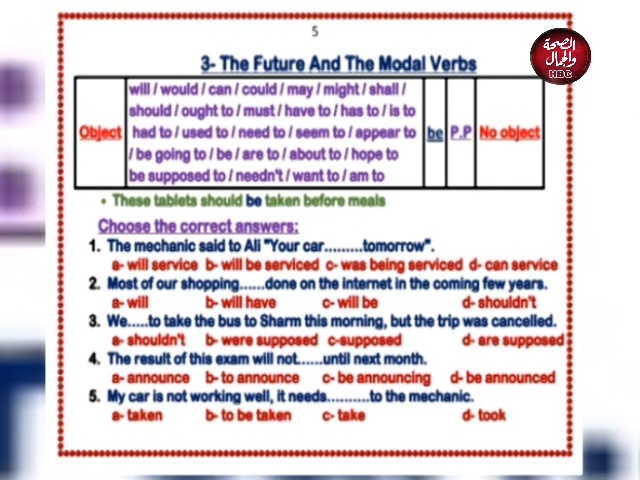 5
الصحة
والجمال
HBC
3- The Future And The Modal Verbs
Object
will / would / can / could / may / might / shall /
should / ought to / must / have to / has to / is to
had to / used to / need to / seem to / appear to
/ be going to / be / are to / about to / hope to
be supposed to / needn't / want to / am to
be
P.P
No object
• These tablets should be taken before meals
Choose the correct answers:
1. The mechanic said to Ali "Your car.........tomorrow".
a- will service b- will be serviced c- was being serviced d- can service
2. Most of our shopping......done on the internet in the coming few years.
a- will b- will have c- will be d- shouldn't
3. We.....to take the bus to Sharm this morning, but the trip was cancelled.
a- shouldn't b- were supposed c-supposed d- are supposed
4. The result of this exam will not......until next month.
a- announce b- to announce c- be announcing d- be announced
5. My car is not working well, it needs..........to the mechanic.
a- taken b- to be taken c- take d- took